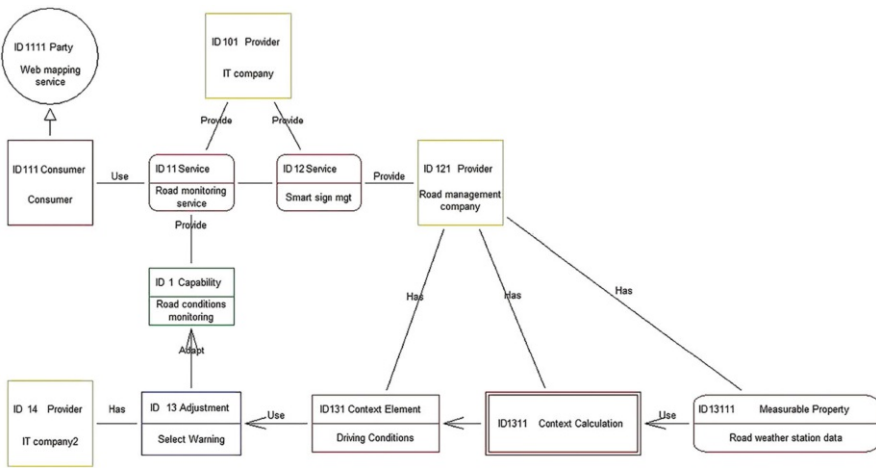 ID 1111 Party
Web mapping
service
ID 101 Provider
IT company
Provide
Provide
ID 111 Consumer
Consumer
Use
ID 11 Service
Road monitoring
service
ID 12 Service
Smart sign mgt
Provide
ID 121 Provider
Road management
company
Provide
ID 1 Capability
Road conditions
monitoring
Has
Has
Has
Adapt
ID 14 Provider
IT company2
Has
ID 13 Adjustment
Select Warning
Use
ID131 Context Element
Driving Conditions
ID1311 Context Calculation
Use
ID13111 Measurable Property
Road weather station data